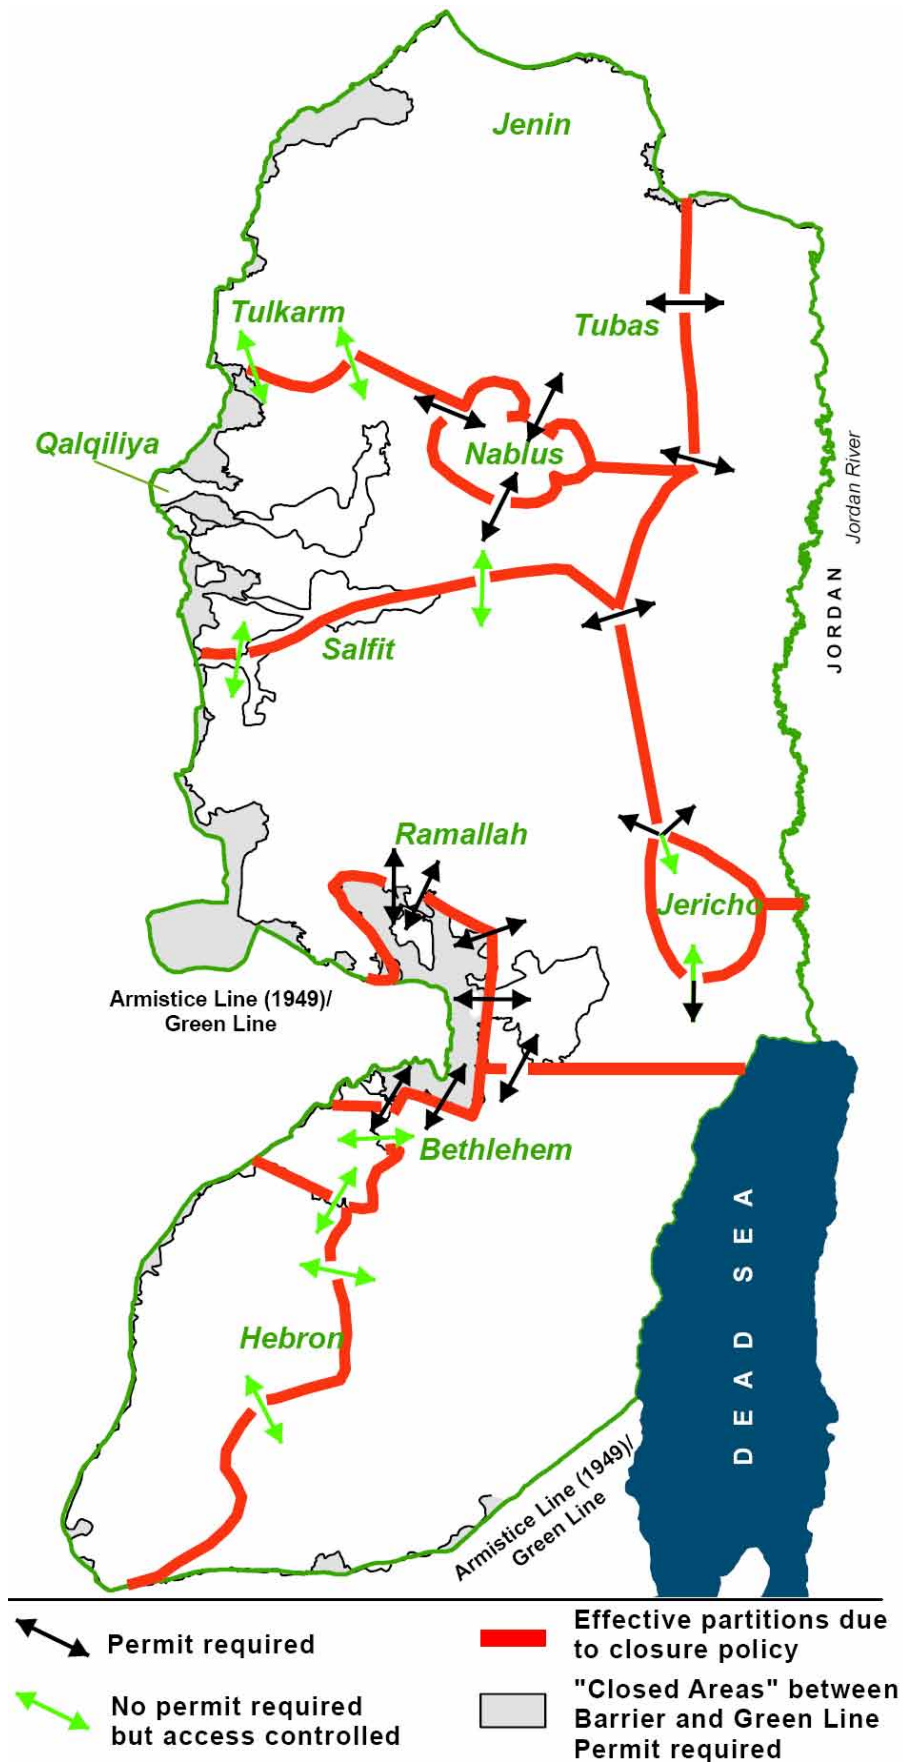 Jenin
Tulkarm
Tubas
Qalqiliya
Nablus
Jordan River
JORDAN
Salfit
Ramallah
Jericho
Armistice Line (1949)/
Green Line
Bethlehem
DEAD SEA
Hebron
Armistice Line (1949)/
Green Line
Permit required
No permit required
but access controlled
Effective partitions due
to closure policy
"Closed Areas" between
Barrier and Green Line
Permit required